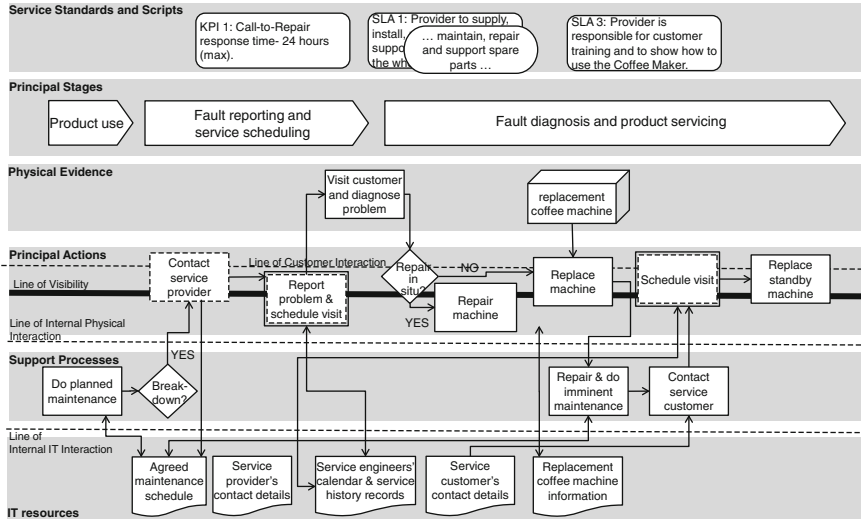 Service Standards and Scripts
KPI 1: Call-to-Repair
response time- 24 hours
(max).
SLA 1: Provider to supply,
install,
suppo
the wh
… maintain, repair
and support spare
parts …
SLA 3: Provider is
responsible for customer
training and to show how to
use the Coffee Maker.
Principal Stages
Product use
Fault reporting and
service scheduling
Fault diagnosis and product servicing
Physical Evidence
Visit customer
and diagnose
problem
replacement
coffee machine
Principal Actions
Line of Customer Interaction
Contact
service
provider
Report
problem &
schedule visit
Repair
in
situ?
NO
YES
Repair
machine
Replace
machine
Schedule visit
Replace
standby
machine
Line of Visibility
Line of Internal Physical
Interaction
YES
Support Processes
Do planned
maintenance
Break-
down?
Repair & do
imminent
maintenance
Contact
service
customer
Line of
Internal IT Interaction
Agreed
maintenance
schedule
Service
provider's
contact details
Service engineers'
calendar & service
history records
Service
customer's
contact details
Replacement
coffee machine
information
IT resources